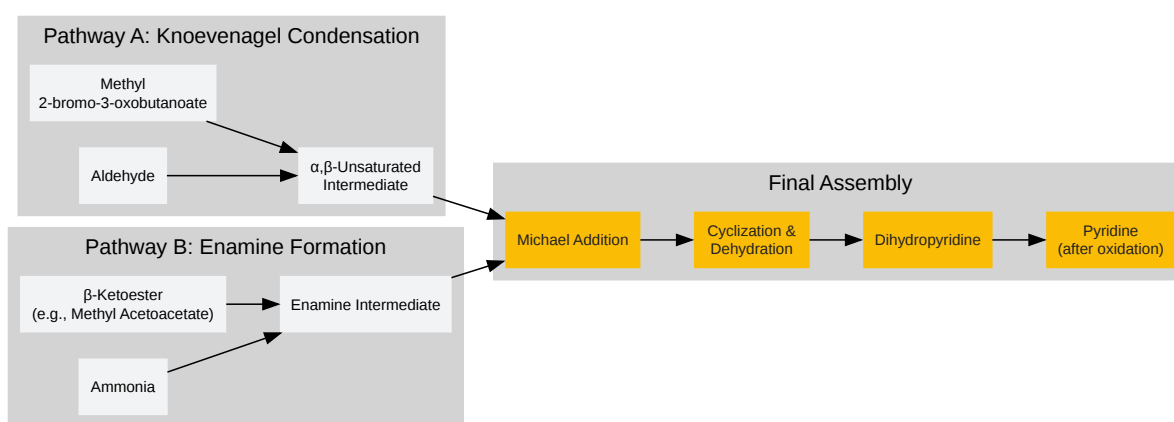 Pathway A: Knoevenagel Condensation
Methyl
2-bromo-3-oxobutanoate
Aldehyde
α,β-Unsaturated
Intermediate
Pathway B: Enamine Formation
β-Ketoester
(e.g., Methyl Acetoacetate)
Enamine Intermediate
Ammonia
Final Assembly
Michael Addition
Cyclization &
Dehydration
Dihydropyridine
Pyridine
(after oxidation)